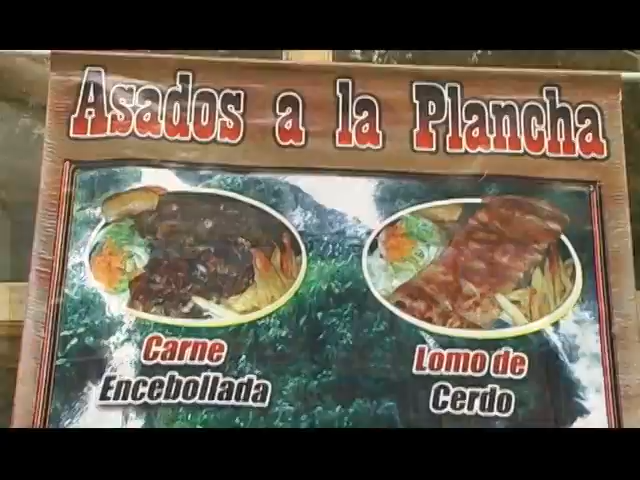 Asados a la Plancha
Carne
Encebollada
Lomo de
Cerdo